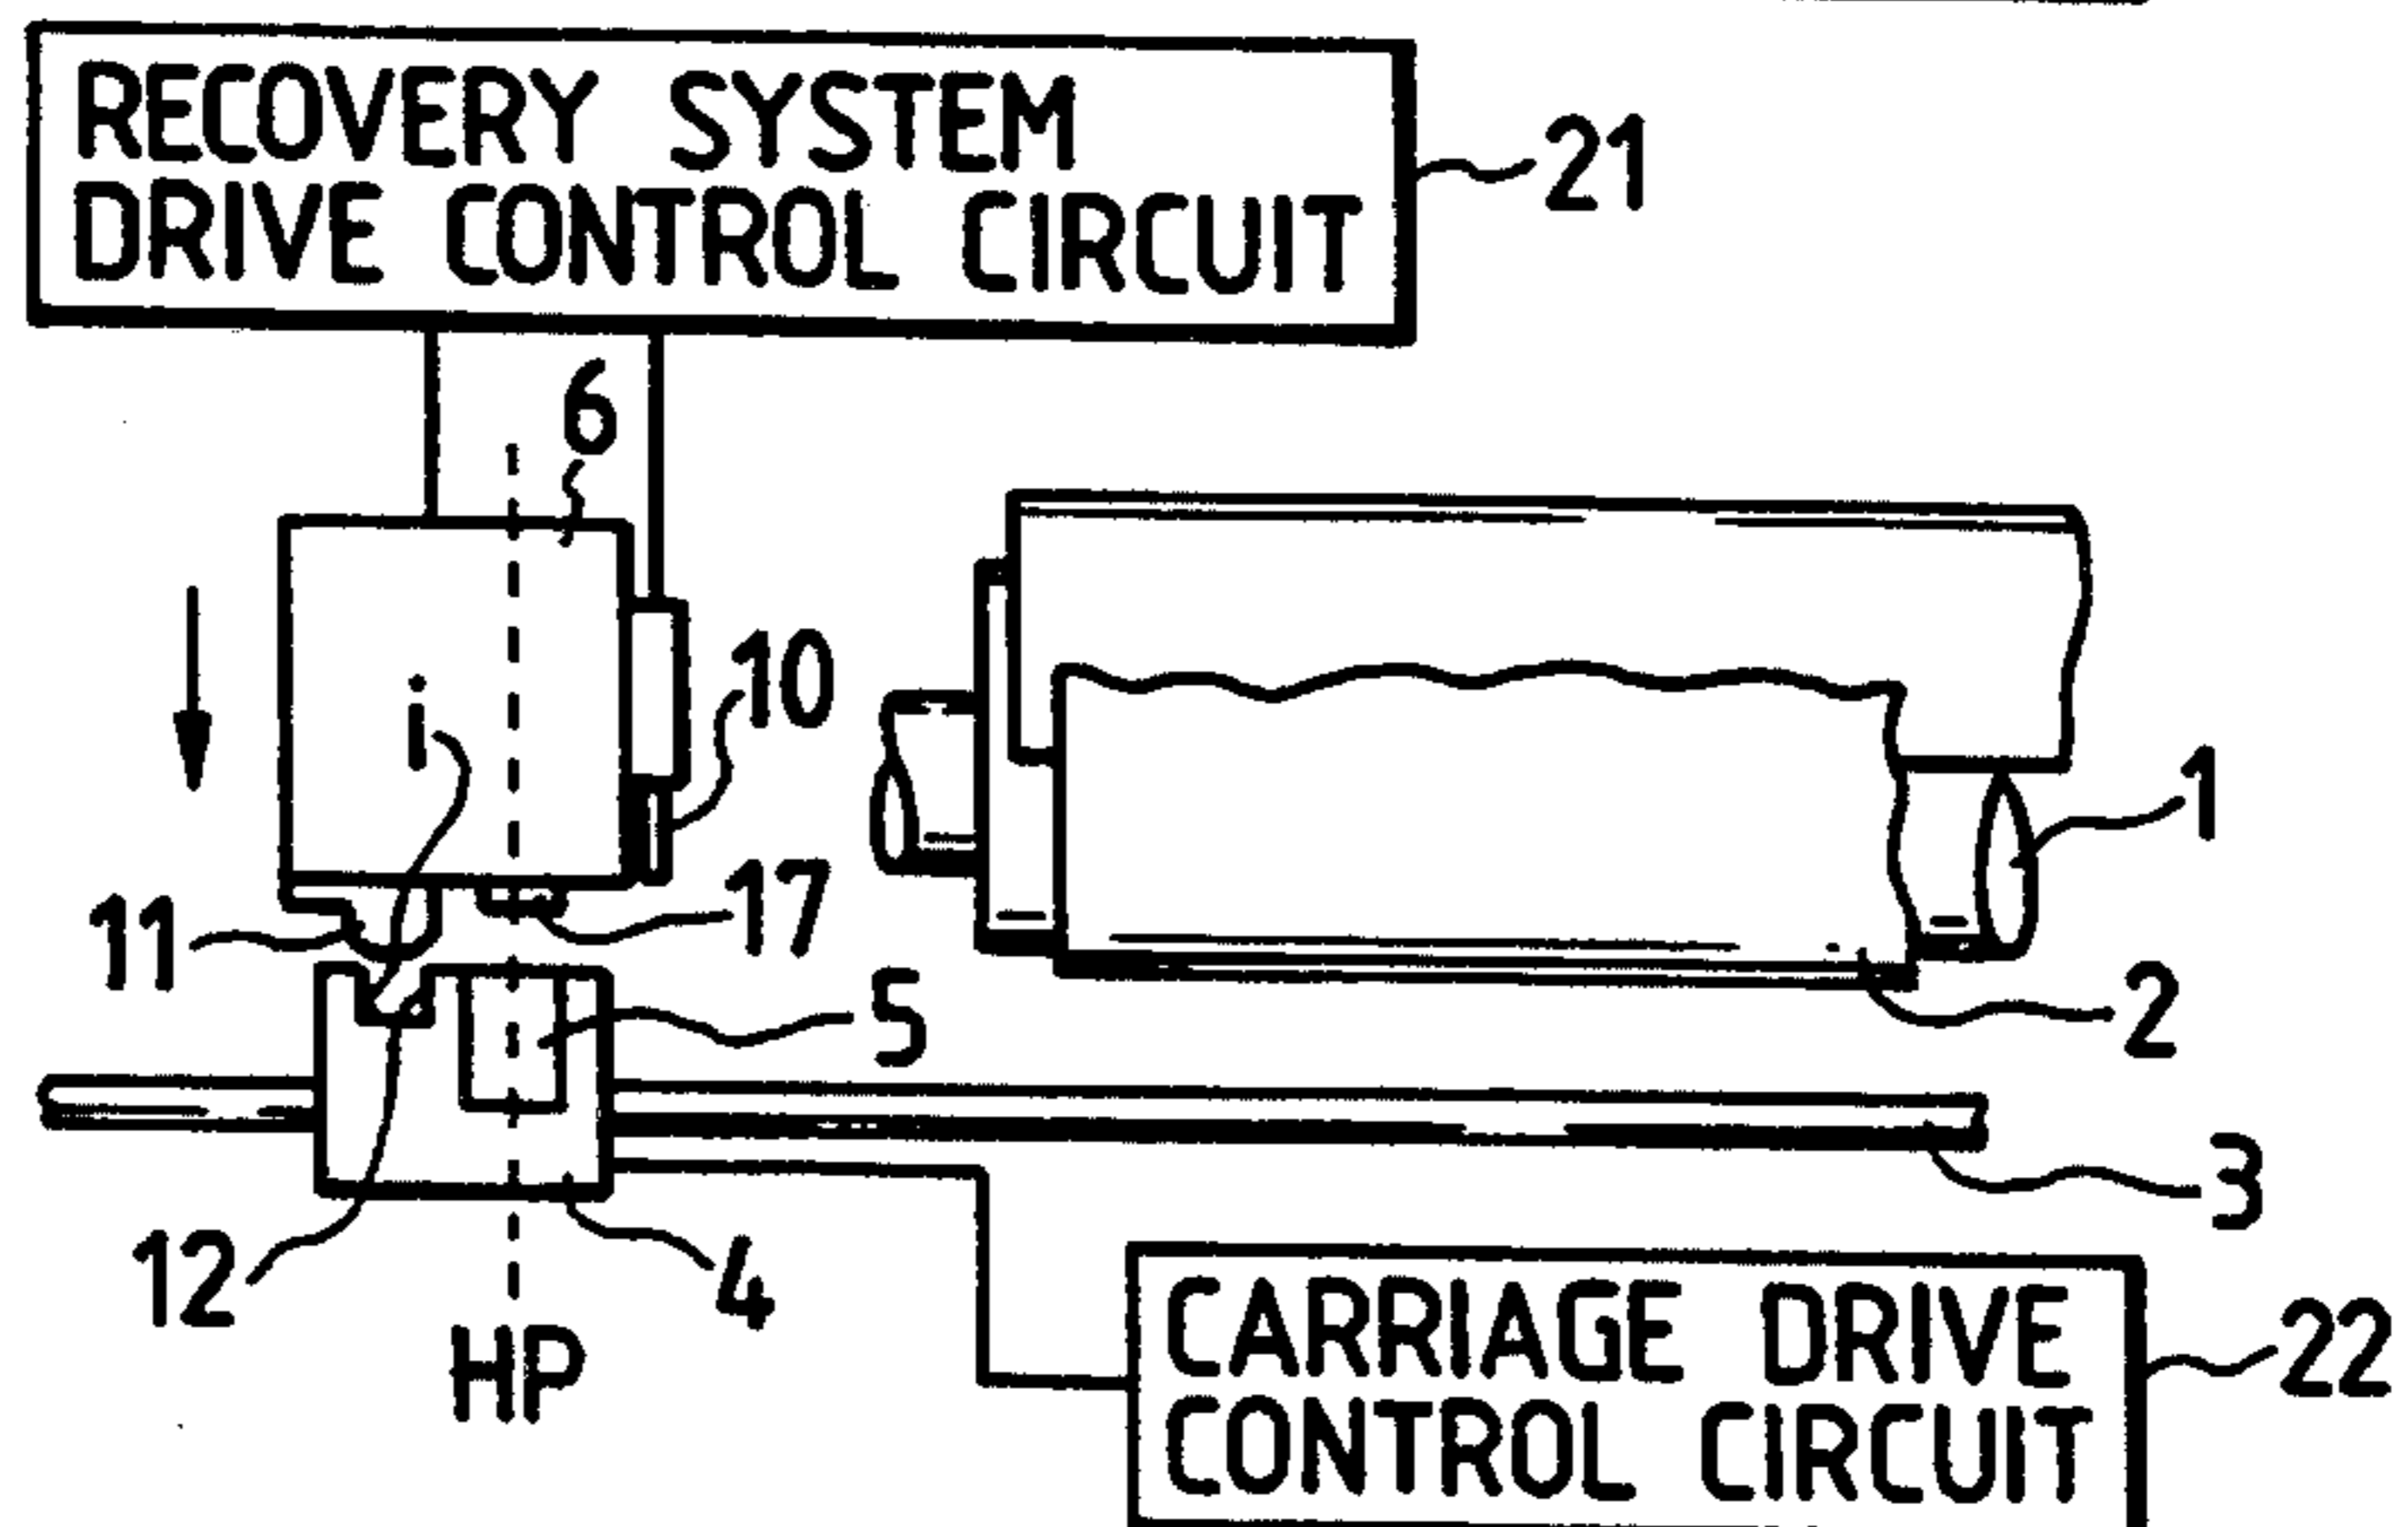 RECOVERY SYSTEM
DRIVE CONTROL CIRCUIT
21
6
10
i
1
17
11
5
2
3
12
4
HP
CARRIAGE DRIVE
CONTROL CIRCUIT
22